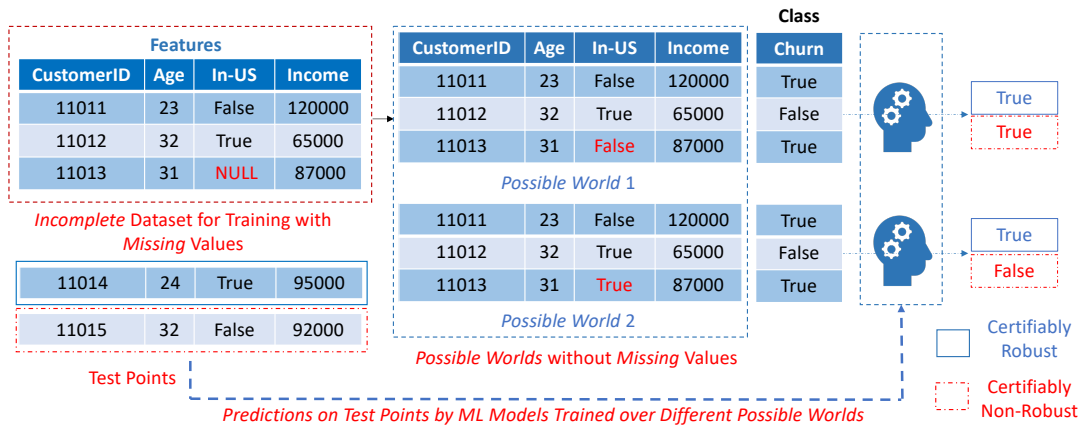 Features
CustomerID Age In-US Income
11011 23 False 120000
11012 32 True 65000
11013 31 NULL 87000
Incomplete Dataset for Training with
Missing Values
11014 24 True 95000
11015 32 False 92000
Test Points
CustomerID Age In-US Income
11011 23 False 120000
11012 32 True 65000
11013 31 False 87000
Possible World 1
11011 23 False 120000
11012 32 True 65000
11013 31 True 87000
Possible World 2
Possible Worlds without Missing Values
Class
Churn
True
False
True
True
False
True
True
True
True
False
Certifiably
Robust
Certifiably
Non-Robust
Predictions on Test Points by ML Models Trained over Different Possible Worlds